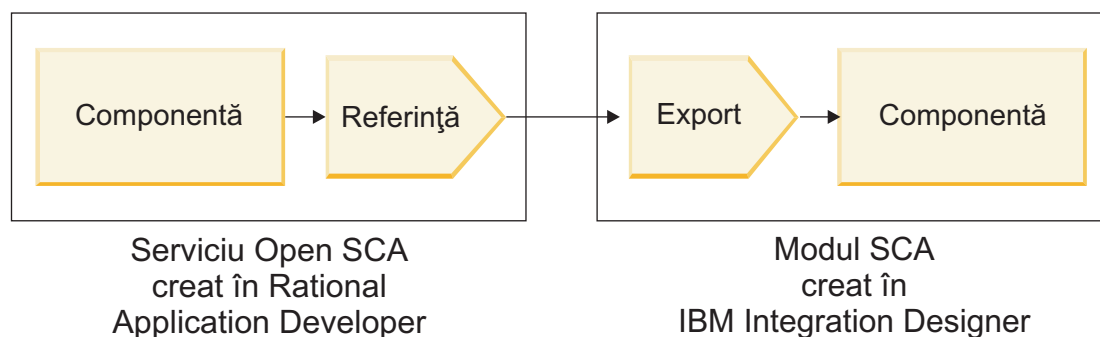 Componentă
Referinţă
Export
Componentă
Serviciu Open SCA
creat în Rational
Application Developer
Modul SCA
creat în
IBM Integration Designer